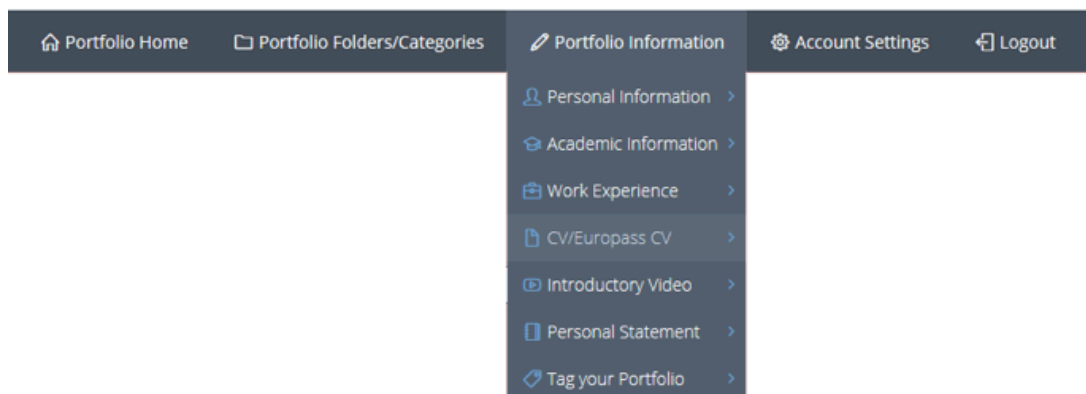 Portfolio Home Portfolio Folders/Categories Portfolio Information Account Settings Logout
Personal Information
Academic Information
Work Experience
CV/Europass CV
Introductory Video
Personal Statement
Tag your Portfolio